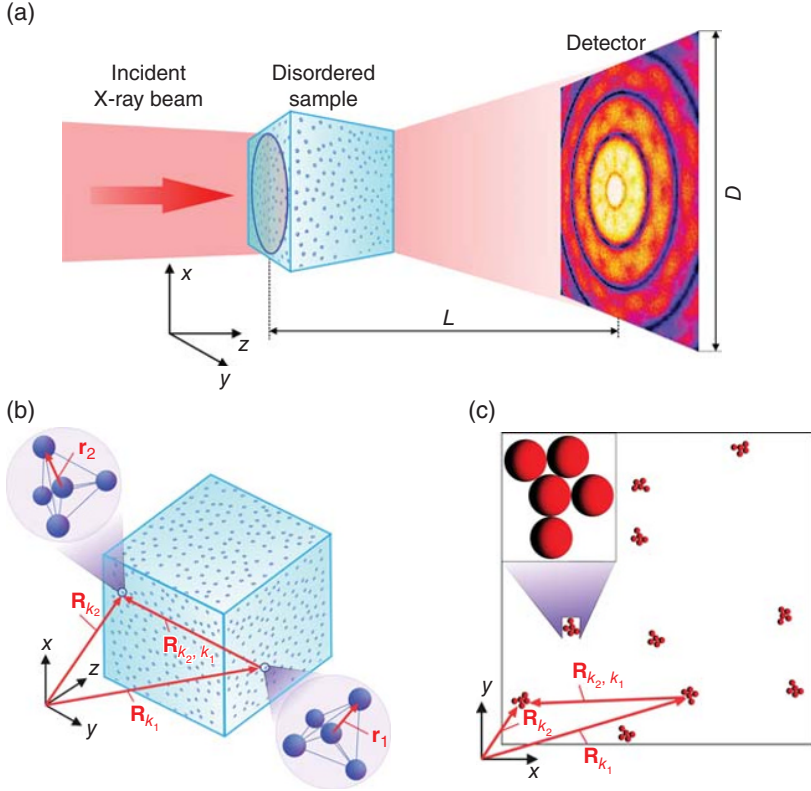 (a)
Incident
X-ray beam
Disordered
sample
Detector
D
L
x
z
y
(b)
r2
Rk2
Rk2, k1
x
z
y
Rk1
r1
(c)
y
Rk2, k1
Rk2
Rk1
x